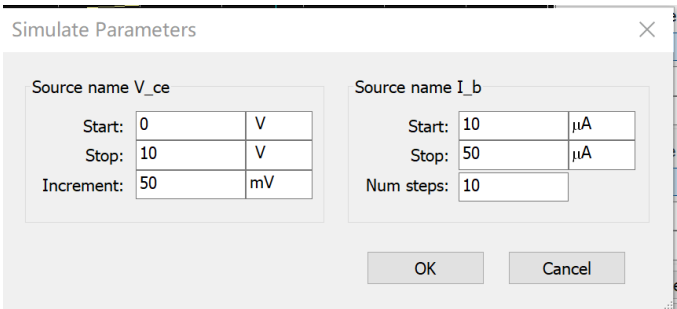 Simulate Parameters
Source name V_ce
Start: 0 V
Stop: 10 V
Increment: 50 mV
Source name I_b
Start: 10 μA
Stop: 50 μA
Num steps: 10
OK Cancel